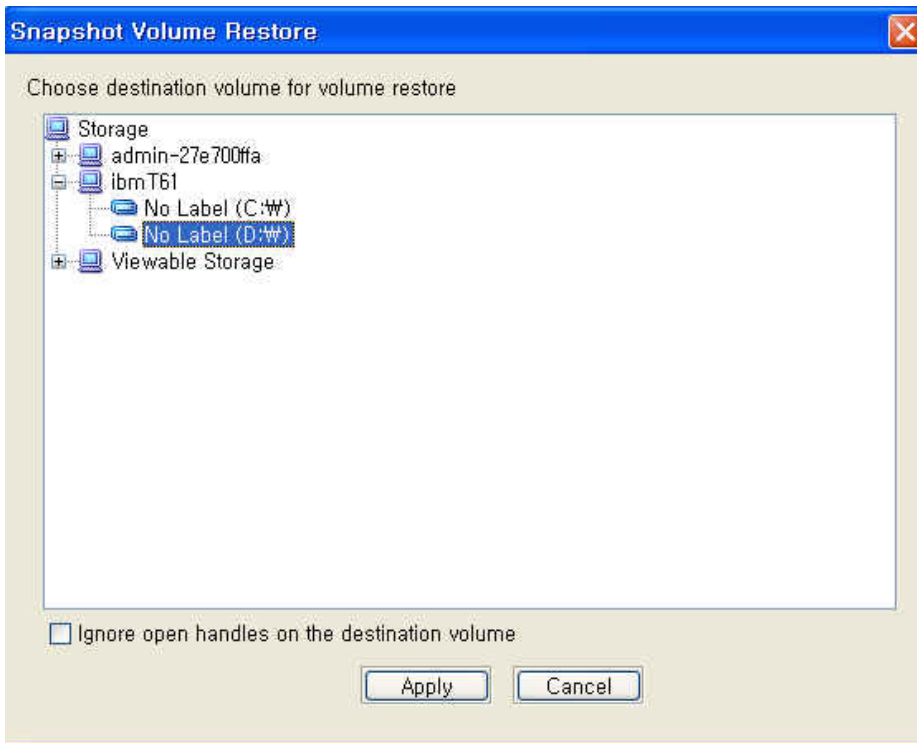 Snapshot Volume Restore
Choose destination volume for volume restore
Storage
admin-27e700ffa
ibmT61
No Label (C:₩)
No Label (D:₩)
Viewable Storage
Ignore open handles on the destination volume
Apply Cancel